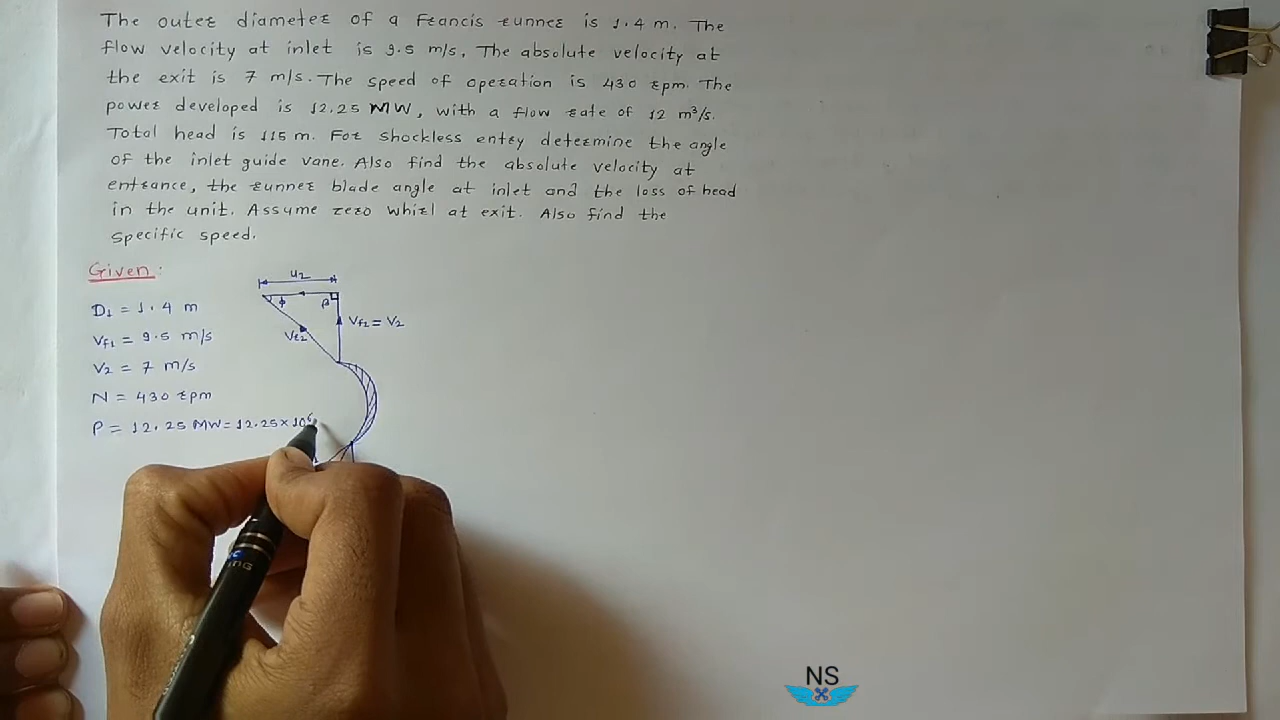 The outer diameter of a Francis runner is 1.4 m. The
flow velocity at inlet is 9.5 m/s. The absolute velocity at
the exit is 7 m/s. The speed of operation is 430 rpm. The
power developed is 12.25 MW, with a flow rate of 12 m³/s.
Total head is 115 m. For shockless entry determine the angle
of the inlet guide vane. Also find the absolute velocity at
entrance, the runner blade angle at inlet and the loss of head
in the unit. Assume zero whirl at exit. Also find the
specific speed.
Given:
u₂
D₁ = 1.4 m
ϕ β
Vf₁ = 9.5 m/s
Vf₂ = V₂
Vr₂
V₂ = 7 m/s
N = 430 rpm
P = 12.25 MW = 12.25 × 10⁶
NS